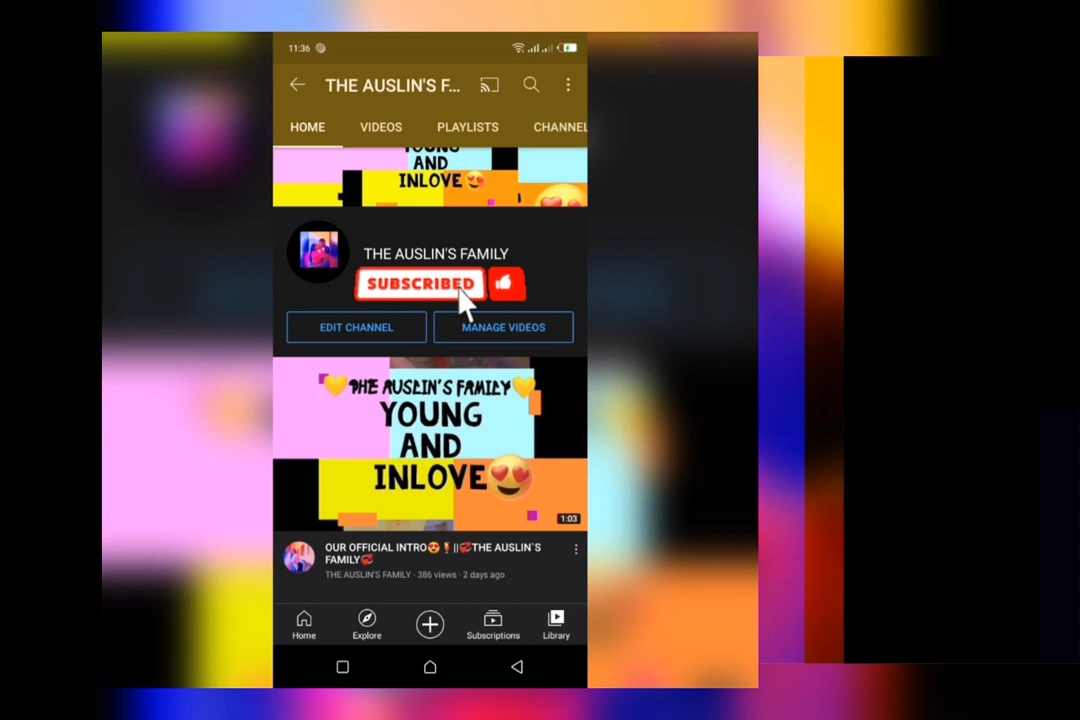 11:36
THE AUSLIN'S F...
HOME VIDEOS PLAYLISTS CHANNEL
YOUNG
AND
INLOVE😍
THE AUSLIN'S FAMILY
SUBSCRIBED
EDIT CHANNEL MANAGE VIDEOS
💛THE AUSLIN'S FAMILY💛
YOUNG
AND
INLOVE😍
1:03
OUR OFFICIAL INTRO😍💃||💞THE AUSLIN`S
FAMILY💞
THE AUSLIN'S FAMILY · 386 views · 2 days ago
Home Explore Subscriptions Library